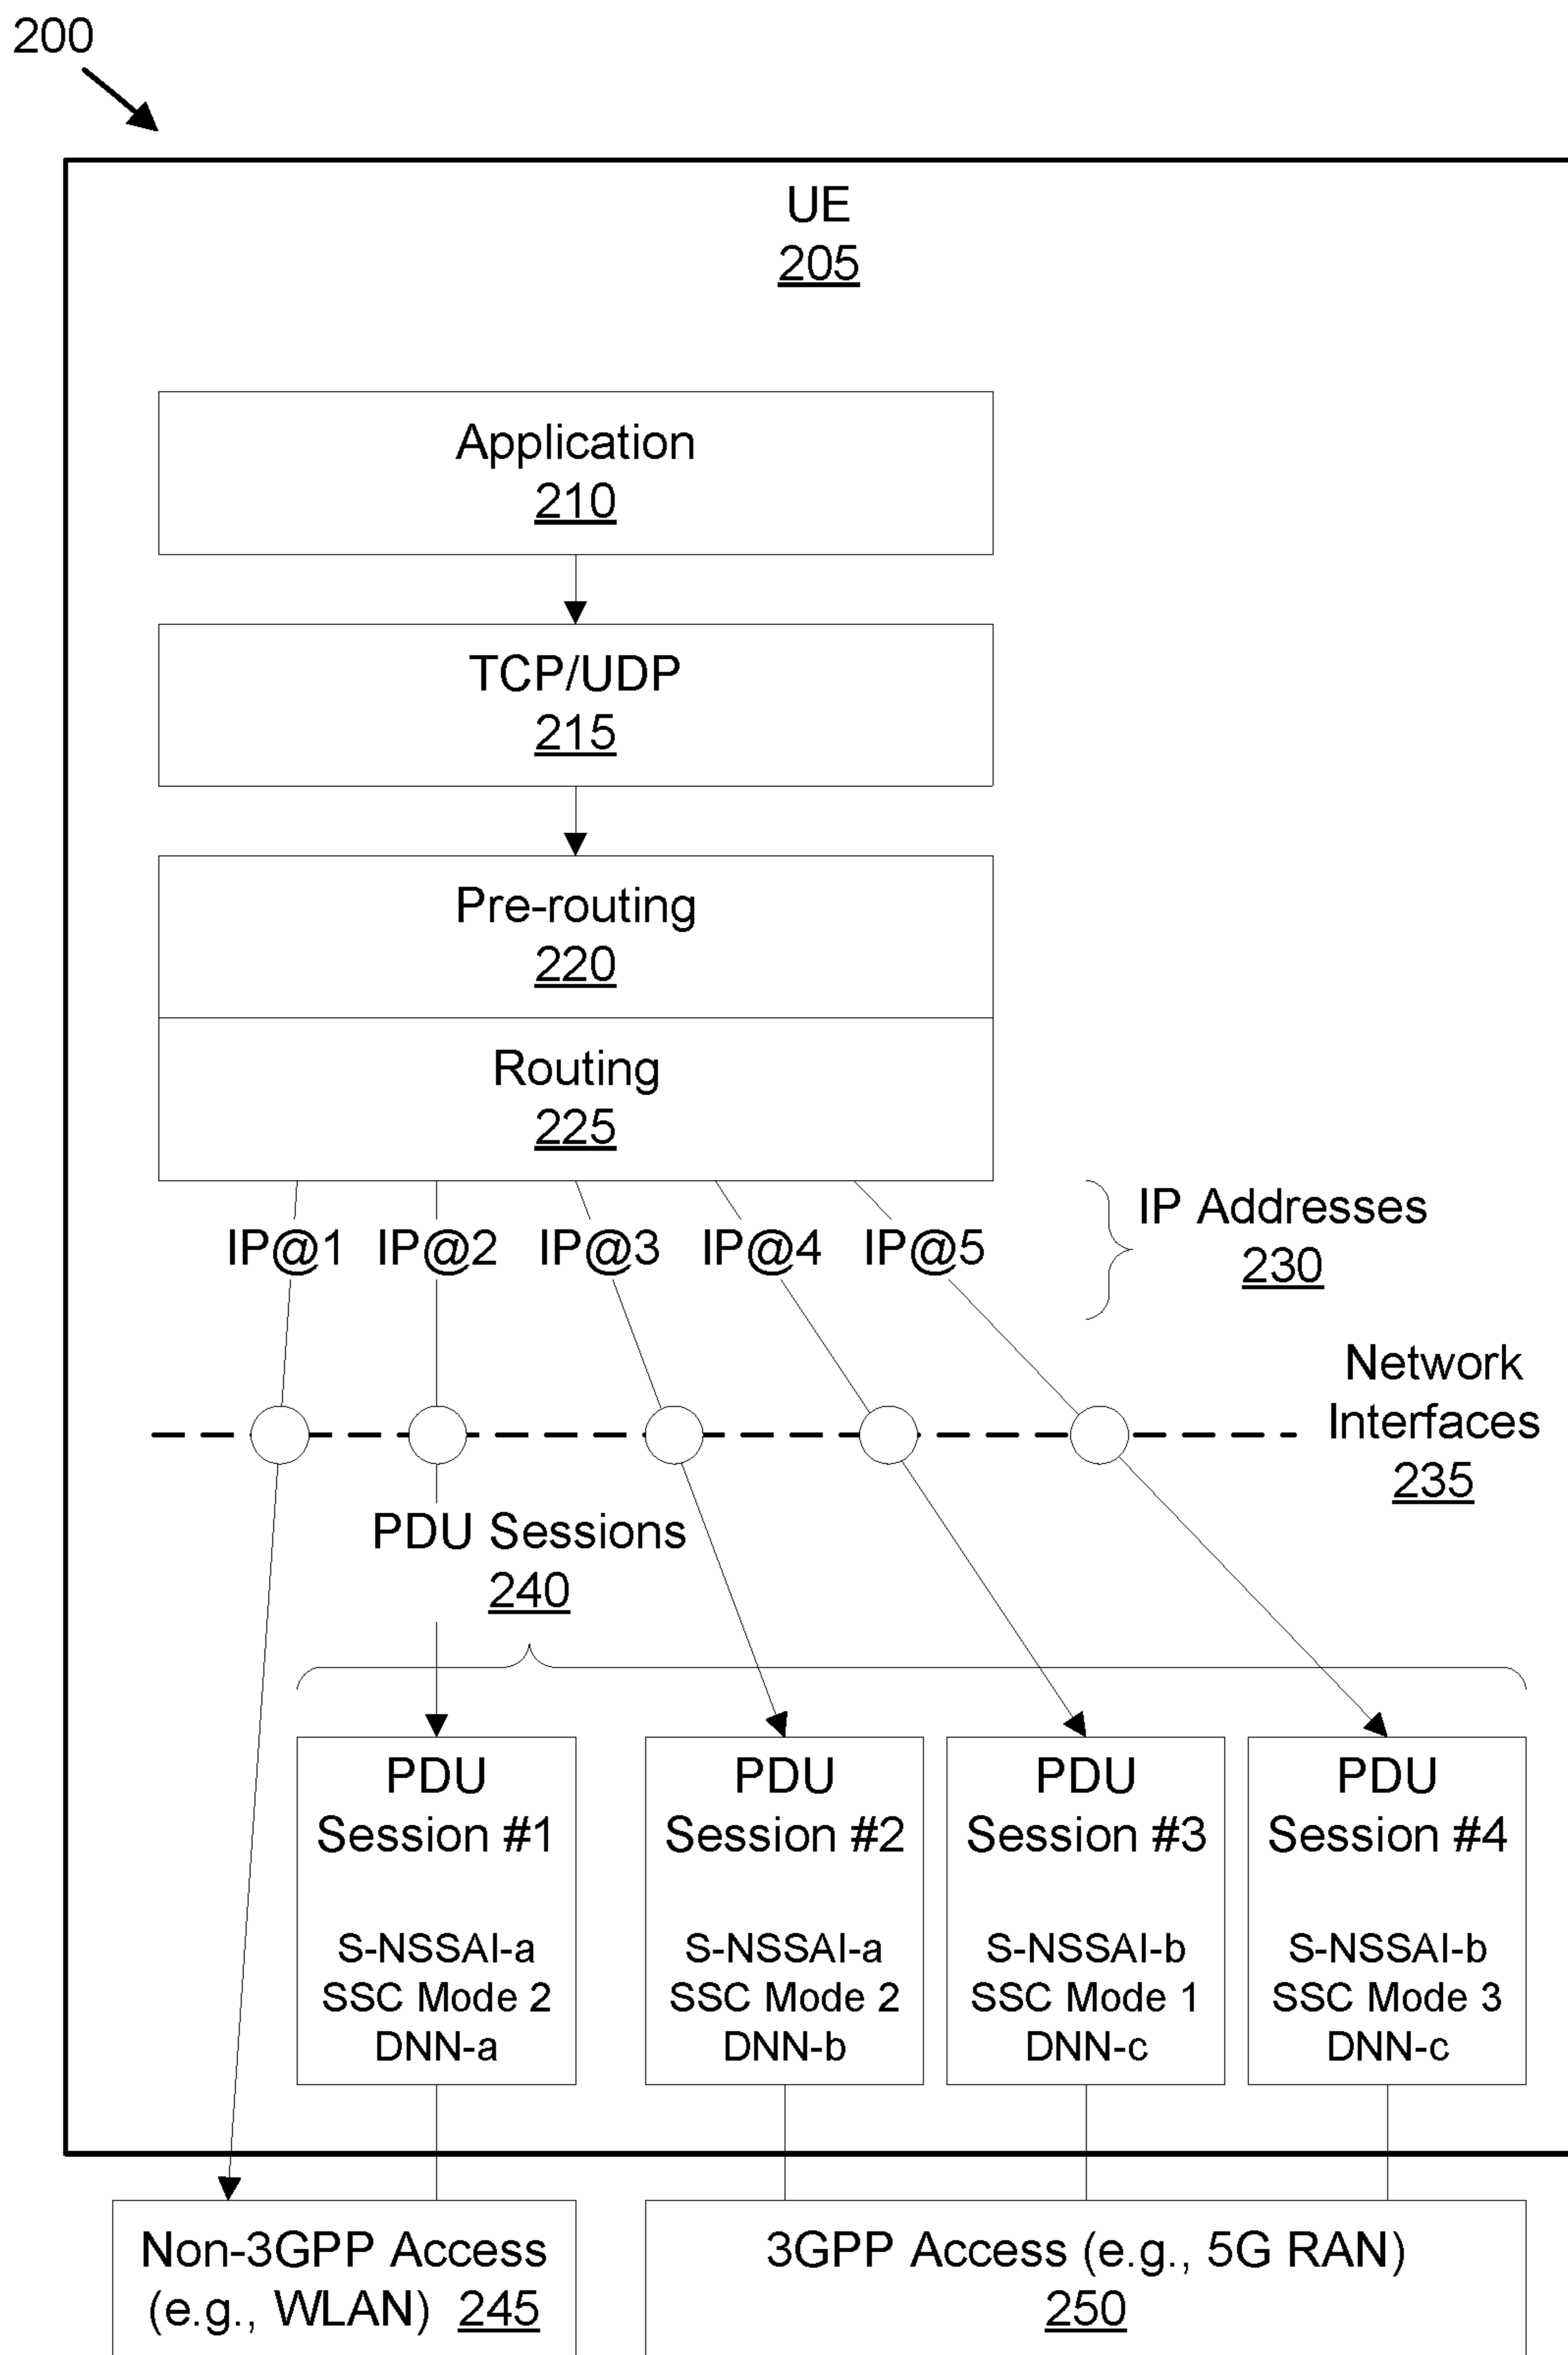 200
UE
205
Application
210
TCP/UDP
215
Pre-routing
220
Routing
225
IP@1 IP@2 IP@3 IP@4 IP@5
IP Addresses
230
Network
Interfaces
235
PDU Sessions
240
PDU
Session #1
S-NSSAI-a
SSC Mode 2
DNN-a
PDU
Session #2
S-NSSAI-a
SSC Mode 2
DNN-b
PDU
Session #3
S-NSSAI-b
SSC Mode 1
DNN-c
PDU
Session #4
S-NSSAI-b
SSC Mode 3
DNN-c
Non-3GPP Access
(e.g., WLAN) 245
3GPP Access (e.g., 5G RAN)
250